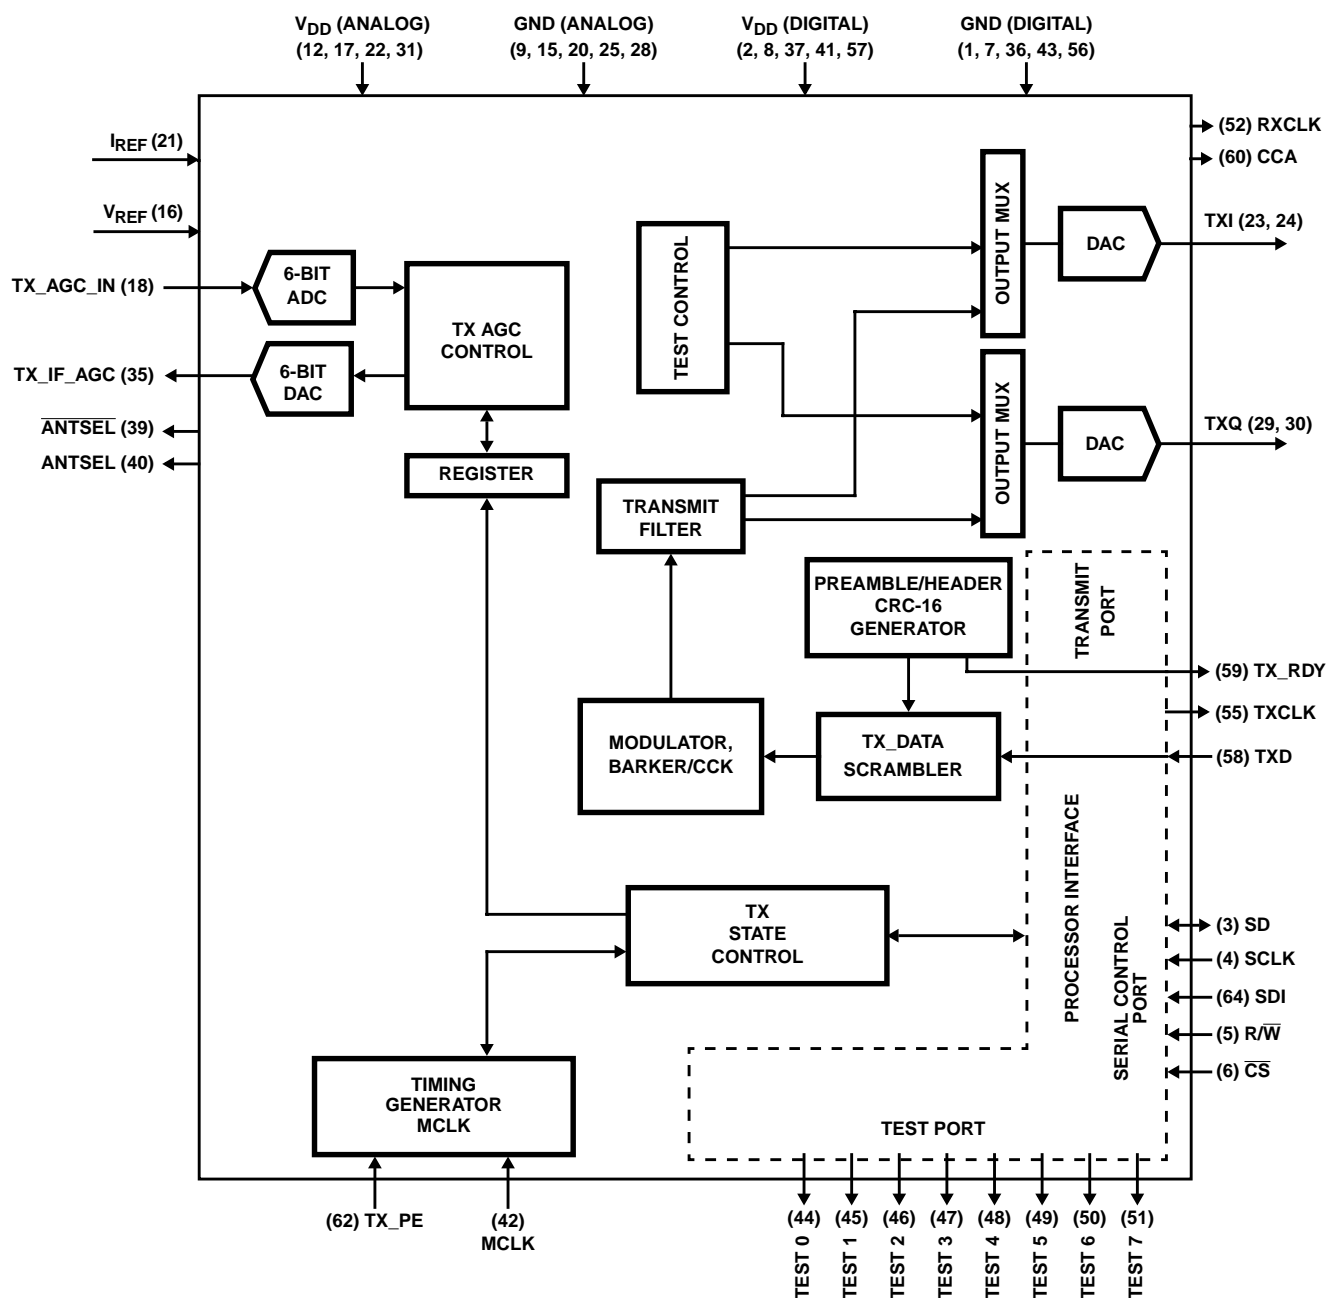 V_DD (ANALOG)
(12, 17, 22, 31)
GND (ANALOG)
(9, 15, 20, 25, 28)
V_DD (DIGITAL)
(2, 8, 37, 41, 57)
GND (DIGITAL)
(1, 7, 36, 43, 56)
I_REF (21)
V_REF (16)
TX_AGC_IN (18)
TX_IF_AGC (35)
A̅N̅T̅S̅E̅L̅ (39)
ANTSEL (40)
6-BIT
ADC
6-BIT
DAC
TX AGC
CONTROL
REGISTER
TEST CONTROL
OUTPUT MUX
OUTPUT MUX
DAC
DAC
(52) RXCLK
(60) CCA
TXI (23, 24)
TXQ (29, 30)
TRANSMIT
FILTER
PREAMBLE/HEADER
CRC-16
GENERATOR
TRANSMIT
PORT
(59) TX_RDY
(55) TXCLK
(58) TXD
MODULATOR,
BARKER/CCK
TX_DATA
SCRAMBLER
TX
STATE
CONTROL
PROCESSOR INTERFACE
SERIAL CONTROL
PORT
(3) SD
(4) SCLK
(64) SDI
(5) R/W̅
(6) C̅S̅
TIMING
GENERATOR
MCLK
TEST PORT
(62) TX_PE
(42)
MCLK
(44)
TEST 0
(45)
TEST 1
(46)
TEST 2
(47)
TEST 3
(48)
TEST 4
(49)
TEST 5
(50)
TEST 6
(51)
TEST 7